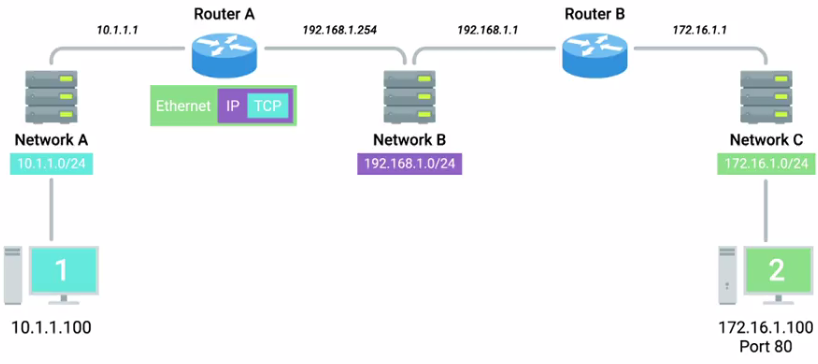 Router A
Router B
10.1.1.1
192.168.1.254
192.168.1.1
172.16.1.1
Ethernet IP TCP
Network A
Network B
Network C
10.1.1.0/24
192.168.1.0/24
172.16.1.0/24
1
2
10.1.1.100
172.16.1.100
Port 80